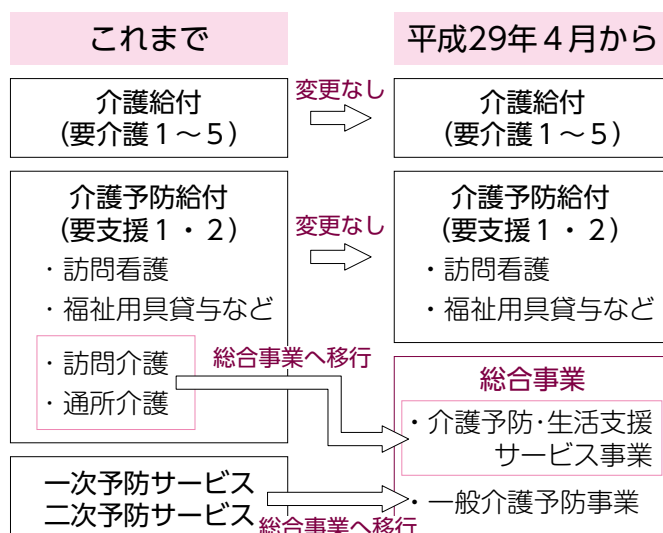 これまで
平成29年４月から
介護給付
（要介護１～５）
変更なし
介護給付
（要介護１～５）
介護予防給付
（要支援１・２）
・訪問看護
・福祉用具貸与など
・訪問介護
・通所介護
変更なし
介護予防給付
（要支援１・２）
・訪問看護
・福祉用具貸与など
総合事業へ移行
総合事業
・介護予防・生活支援
サービス事業
・一般介護予防事業
一次予防サービス
二次予防サービス
総合事業へ移行